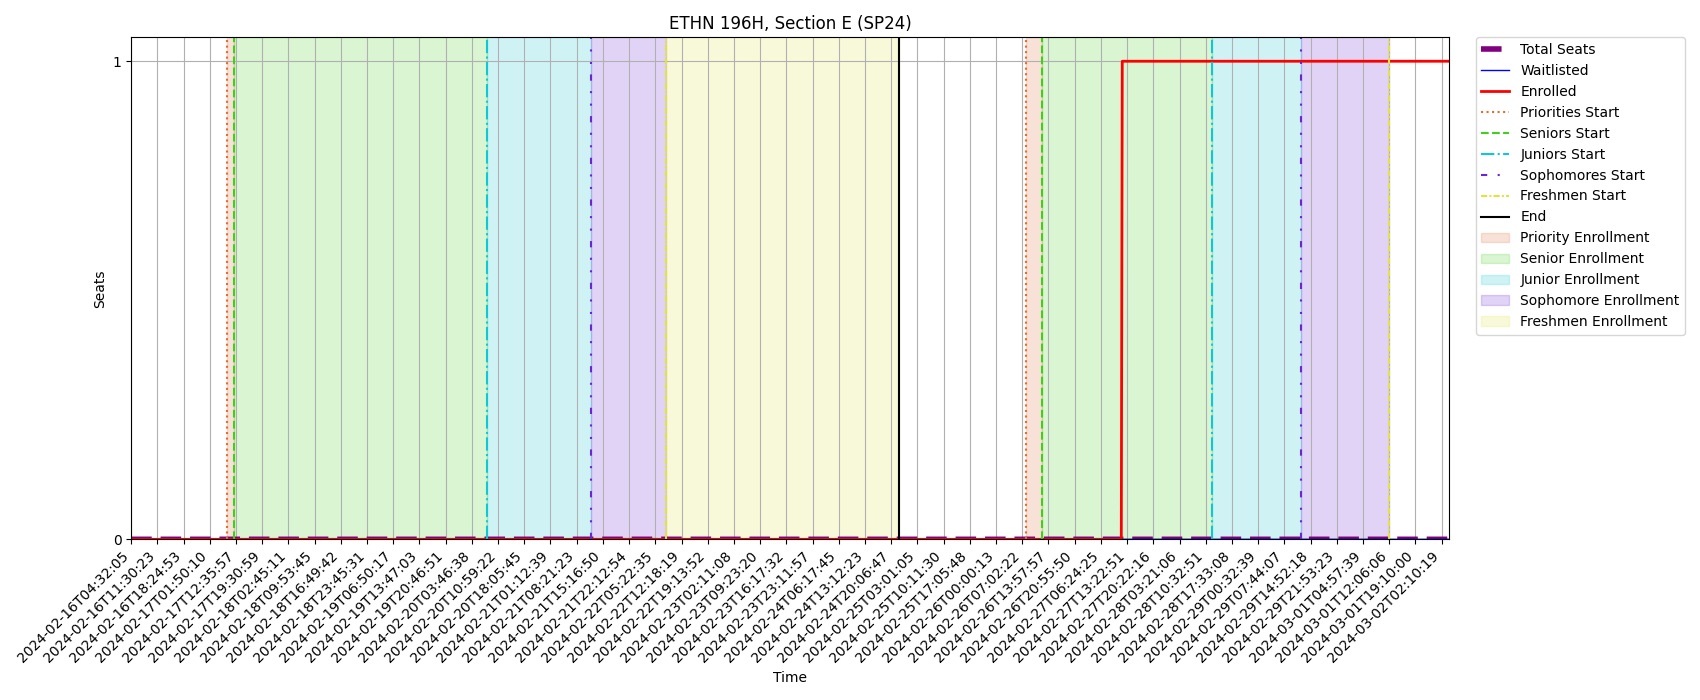 ETHN 196H, Section E (SP24)
Total Seats
Waitlisted
Enrolled
Priorities Start
Seniors Start
Juniors Start
Sophomores Start
Freshmen Start
End
Priority Enrollment
Senior Enrollment
Junior Enrollment
Sophomore Enrollment
Freshmen Enrollment
Seats
1
0
2024-02-16T04:32:05
2024-02-16T11:30:23
2024-02-16T18:24:53
2024-02-17T01:50:10
2024-02-17T12:35:57
2024-02-17T19:30:59
2024-02-18T02:45:11
2024-02-18T09:53:45
2024-02-18T16:49:42
2024-02-18T23:45:31
2024-02-19T06:50:17
2024-02-19T13:47:03
2024-02-19T20:46:51
2024-02-20T03:46:38
2024-02-20T10:59:22
2024-02-20T18:05:45
2024-02-21T01:12:39
2024-02-21T08:21:23
2024-02-21T15:16:50
2024-02-21T22:12:54
2024-02-22T05:22:35
2024-02-22T12:18:19
2024-02-22T19:13:52
2024-02-23T02:11:08
2024-02-23T09:23:20
2024-02-23T16:17:32
2024-02-23T23:11:57
2024-02-24T06:17:45
2024-02-24T13:12:23
2024-02-24T20:06:47
2024-02-25T03:01:05
2024-02-25T10:11:30
2024-02-25T17:05:48
2024-02-26T00:00:13
2024-02-26T07:02:22
2024-02-26T13:57:57
2024-02-26T20:55:50
2024-02-27T06:24:25
2024-02-27T13:22:51
2024-02-27T20:22:16
2024-02-28T03:21:06
2024-02-28T10:32:51
2024-02-28T17:33:08
2024-02-29T00:32:39
2024-02-29T07:44:07
2024-02-29T14:52:18
2024-02-29T21:53:23
2024-03-01T04:57:39
2024-03-01T12:06:06
2024-03-01T19:10:00
2024-03-02T02:10:19
Time